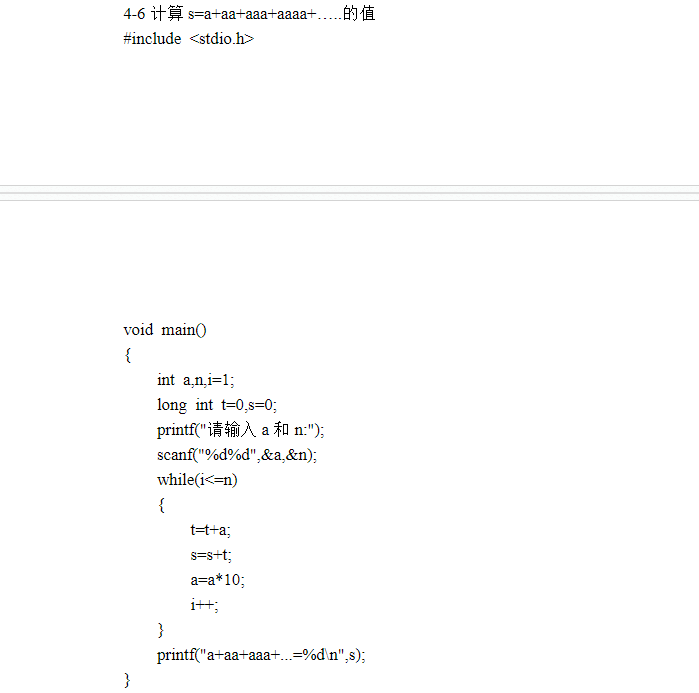 4-6 计算 s=a+aa+aaa+aaaa+…..的值
#include <stdio.h>
void main()
{
int a,n,i=1;
long int t=0,s=0;
printf("请输入 a 和 n:");
scanf("%d%d",&a,&n);
while(i<=n)
{
t=t+a;
s=s+t;
a=a*10;
i++;
}
printf("a+aa+aaa+...=%d\n",s);
}